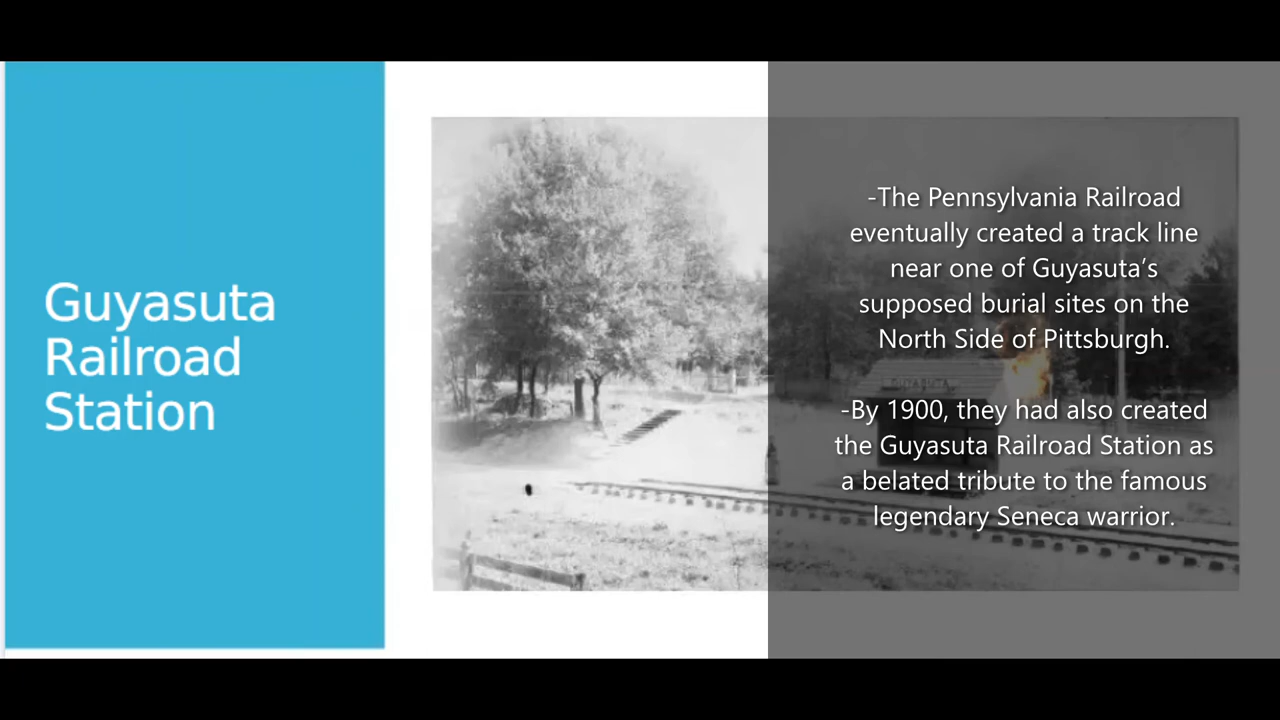 Guyasuta
Railroad
Station
-The Pennsylvania Railroad
eventually created a track line
near one of Guyasuta’s
supposed burial sites on the
North Side of Pittsburgh.
GUYASUTA
-By 1900, they had also created
the Guyasuta Railroad Station as
a belated tribute to the famous
legendary Seneca warrior.